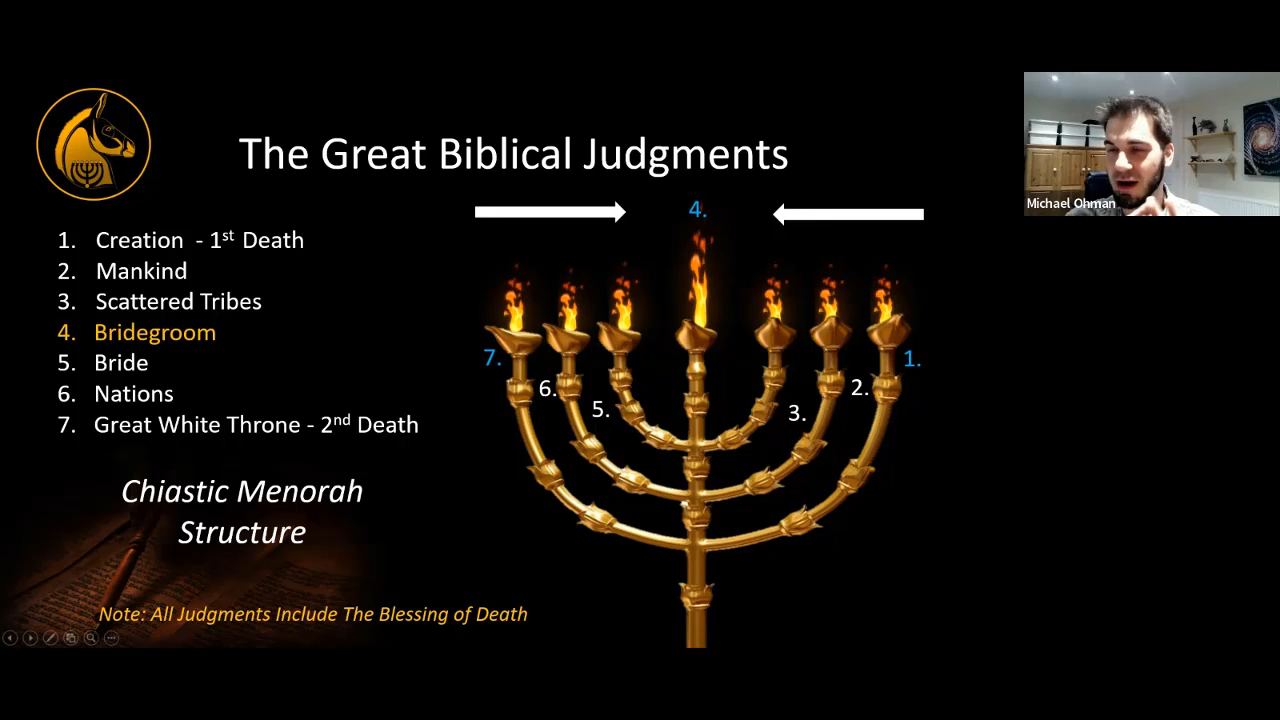 The Great Biblical Judgments
Michael Ohman
1. Creation - 1st Death
2. Mankind
3. Scattered Tribes
4. Bridegroom
5. Bride
6. Nations
7. Great White Throne - 2nd Death
4.
7.
6.
5.
3.
2.
1.
Chiastic Menorah
Structure
Note: All Judgments Include The Blessing of Death